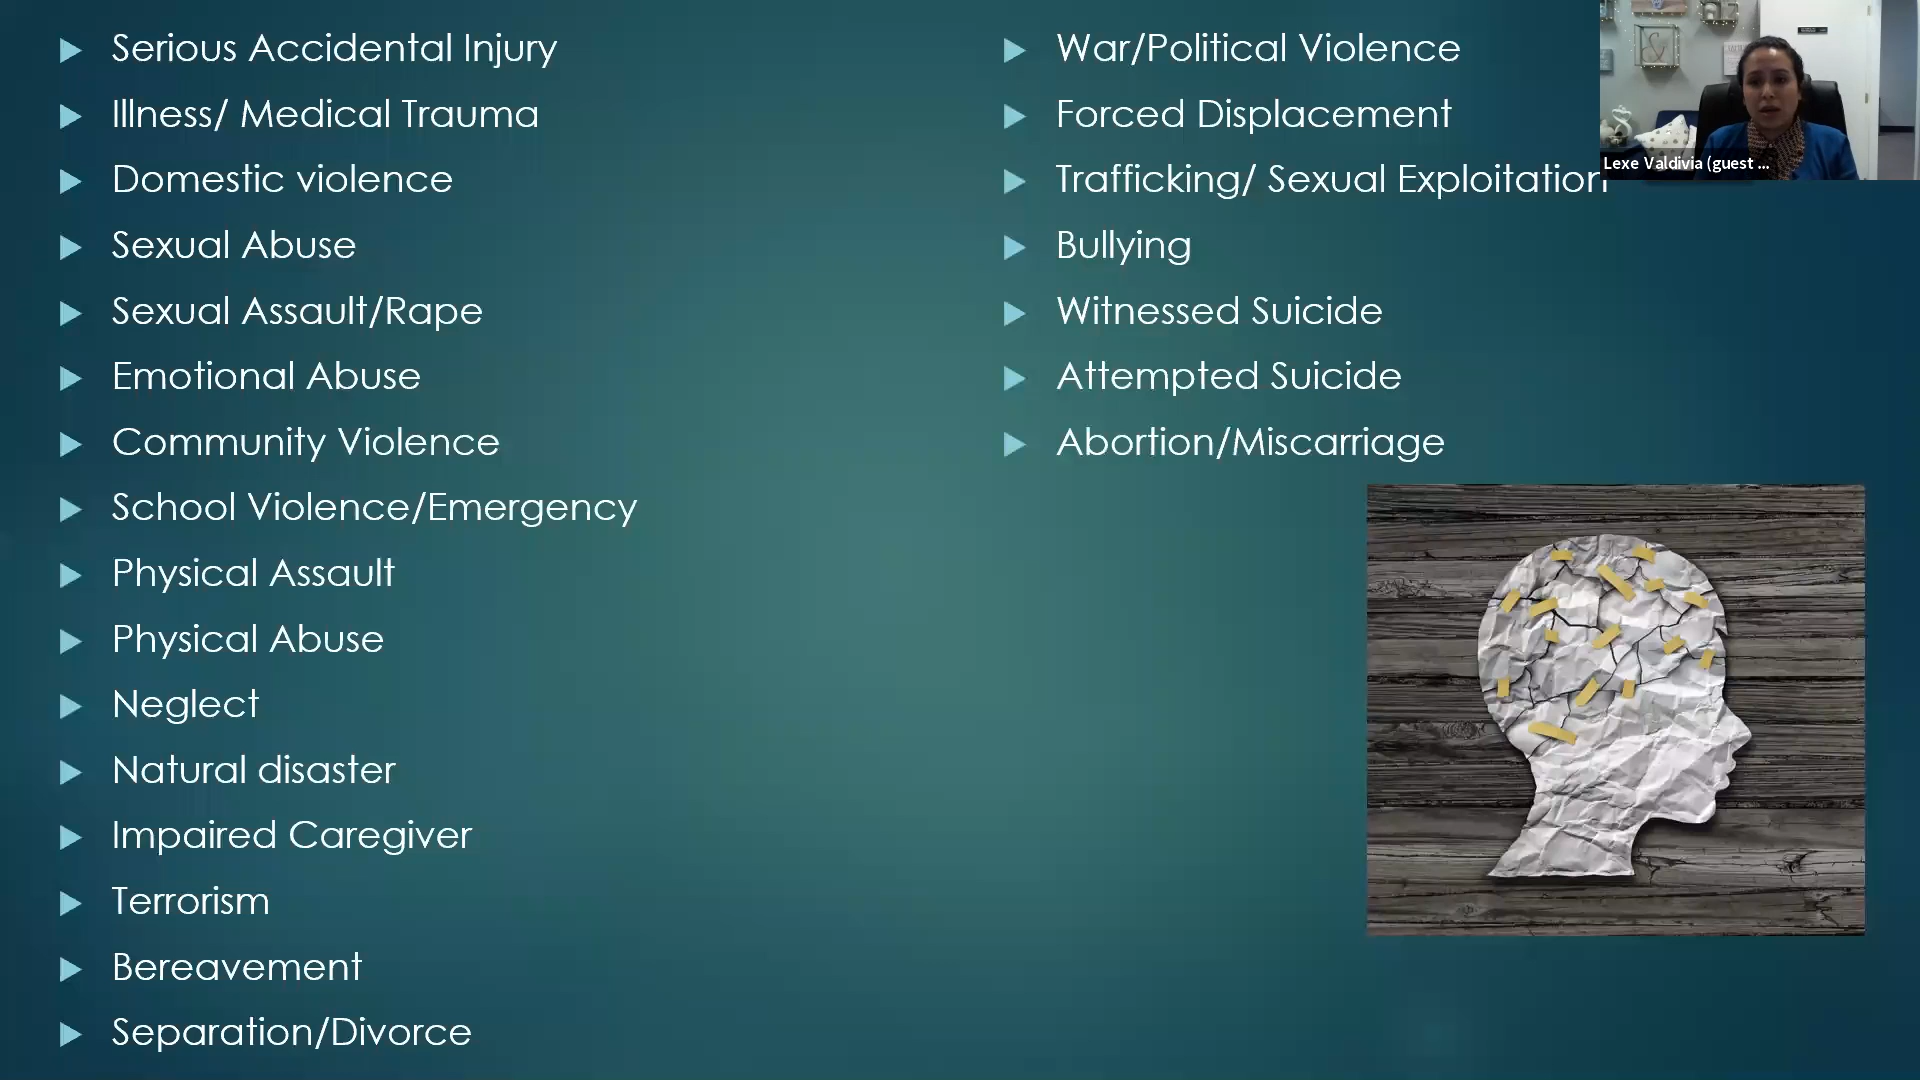 Serious Accidental Injury
Illness/ Medical Trauma
Domestic violence
Sexual Abuse
Sexual Assault/Rape
Emotional Abuse
Community Violence
School Violence/Emergency
Physical Assault
Physical Abuse
Neglect
Natural disaster
Impaired Caregiver
Terrorism
Bereavement
Separation/Divorce
War/Political Violence
Forced Displacement
Trafficking/ Sexual Exploitation
Bullying
Witnessed Suicide
Attempted Suicide
Abortion/Miscarriage
&
Lexe Valdivia (guest ...